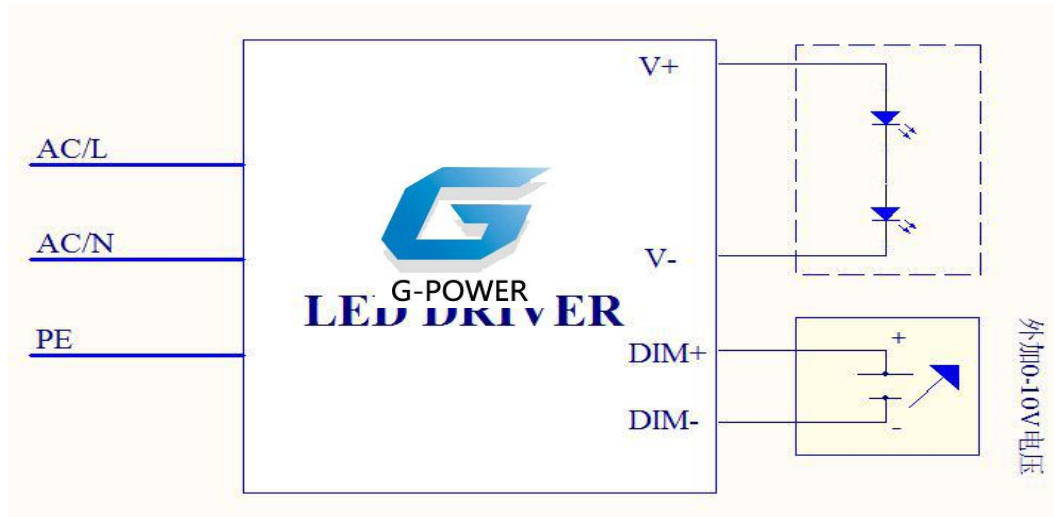 V+
AC/L
AC/N
V-
G-POWER
LED DRIVER
PE
DIM+
+
DIM-
-
外加0-10V电压